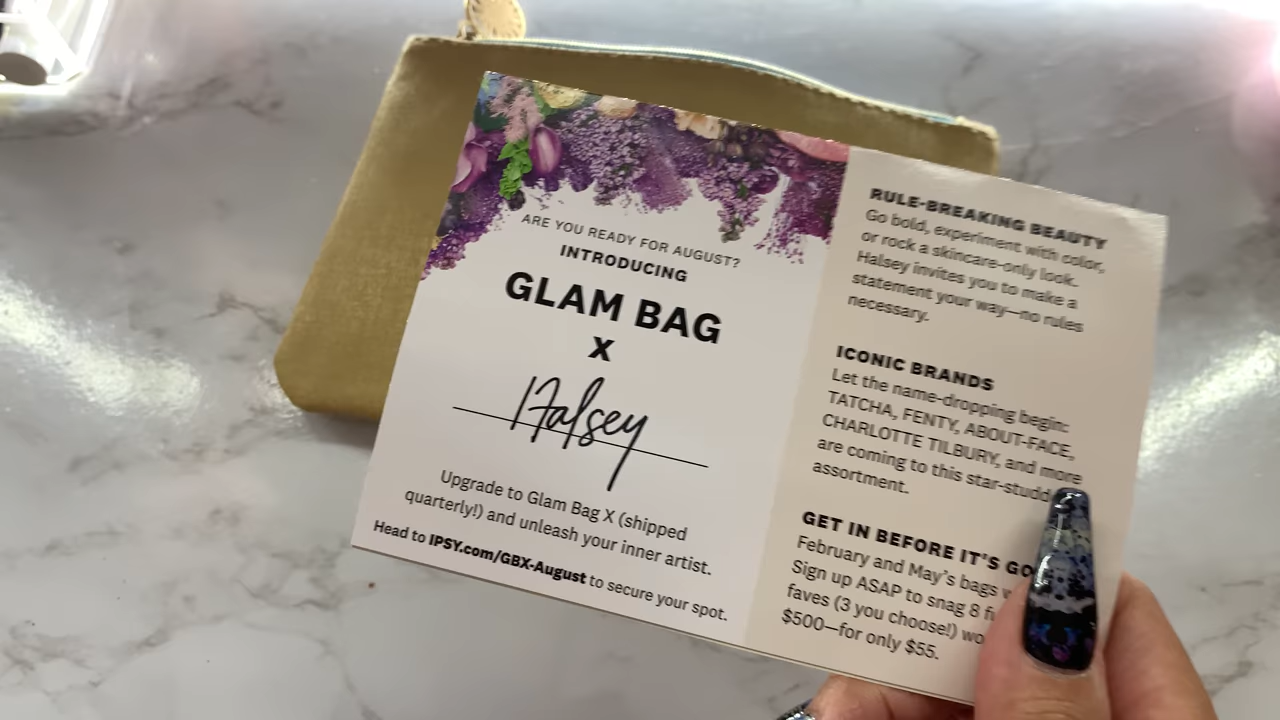 ARE YOU READY FOR AUGUST?
INTRODUCING
GLAM BAG
X
Halsey
Upgrade to Glam Bag X (shipped
quarterly!) and unleash your inner artist.
Head to IPSY.com/GBX-August to secure your spot.
RULE-BREAKING BEAUTY
Go bold, experiment with color,
or rock a skincare-only look.
Halsey invites you to make a
statement your way—no rules
necessary.
ICONIC BRANDS
Let the name-dropping begin:
TATCHA, FENTY, ABOUT-FACE,
CHARLOTTE TILBURY, and more
are coming to this star-studd
assortment.
GET IN BEFORE IT'S GO
February and May's bags
Sign up ASAP to snag 8
faves (3 you choose!) wo
$500—for only $55.